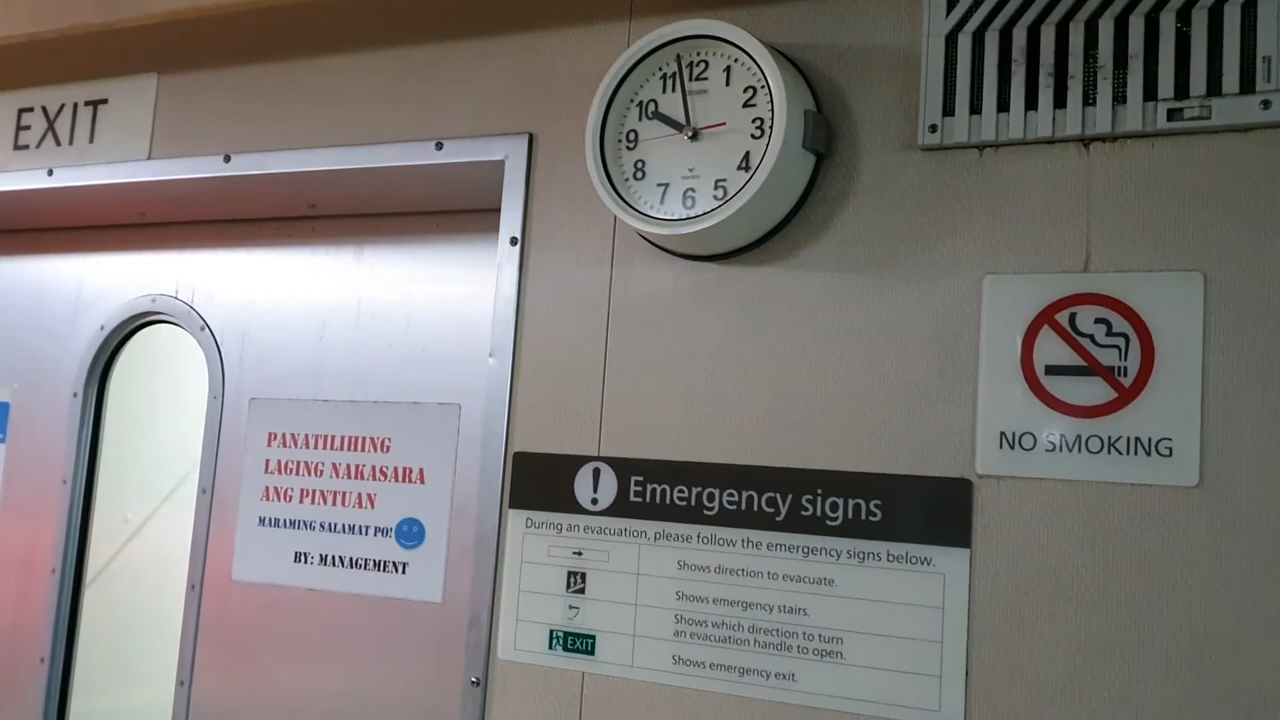 EXIT
11 12 1
10 2
9 3
8 4
7 6 5
NO SMOKING
PANATILIHING
LAGING NAKASARA
ANG PINTUAN
MARAMING SALAMAT PO!
BY: MANAGEMENT
Emergency signs
During an evacuation, please follow the emergency signs below.
Shows direction to evacuate.
Shows emergency stairs.
Shows which direction to turn
an evacuation handle to open.
EXIT
Shows emergency exit.